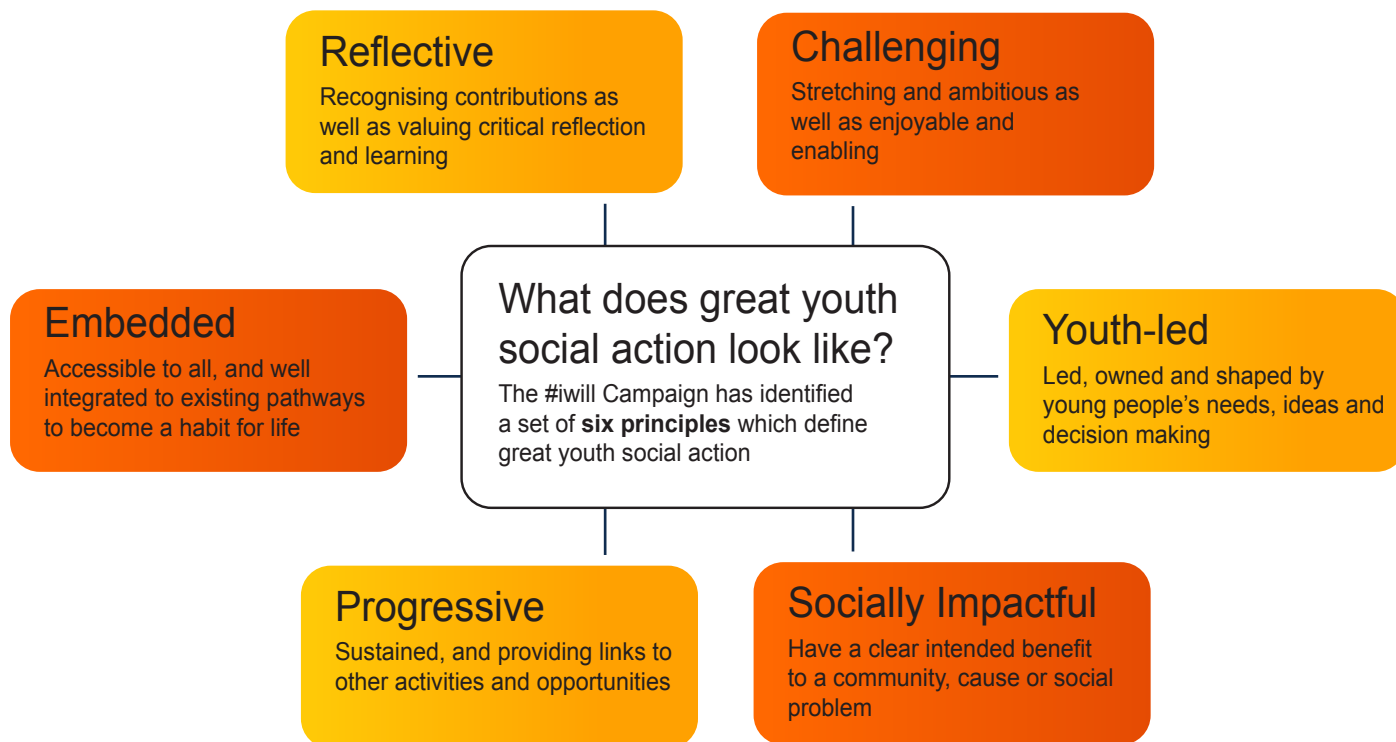 Reflective
Recognising contributions as
well as valuing critical reflection
and learning
Challenging
Stretching and ambitious as
well as enjoyable and
enabling
What does great youth
social action look like?
The #iwill Campaign has identified
a set of six principles which define
great youth social action
Embedded
Accessible to all, and well
integrated to existing pathways
to become a habit for life
Youth-led
Led, owned and shaped by
young people’s needs, ideas and
decision making
Progressive
Sustained, and providing links to
other activities and opportunities
Socially Impactful
Have a clear intended benefit
to a community, cause or social
problem